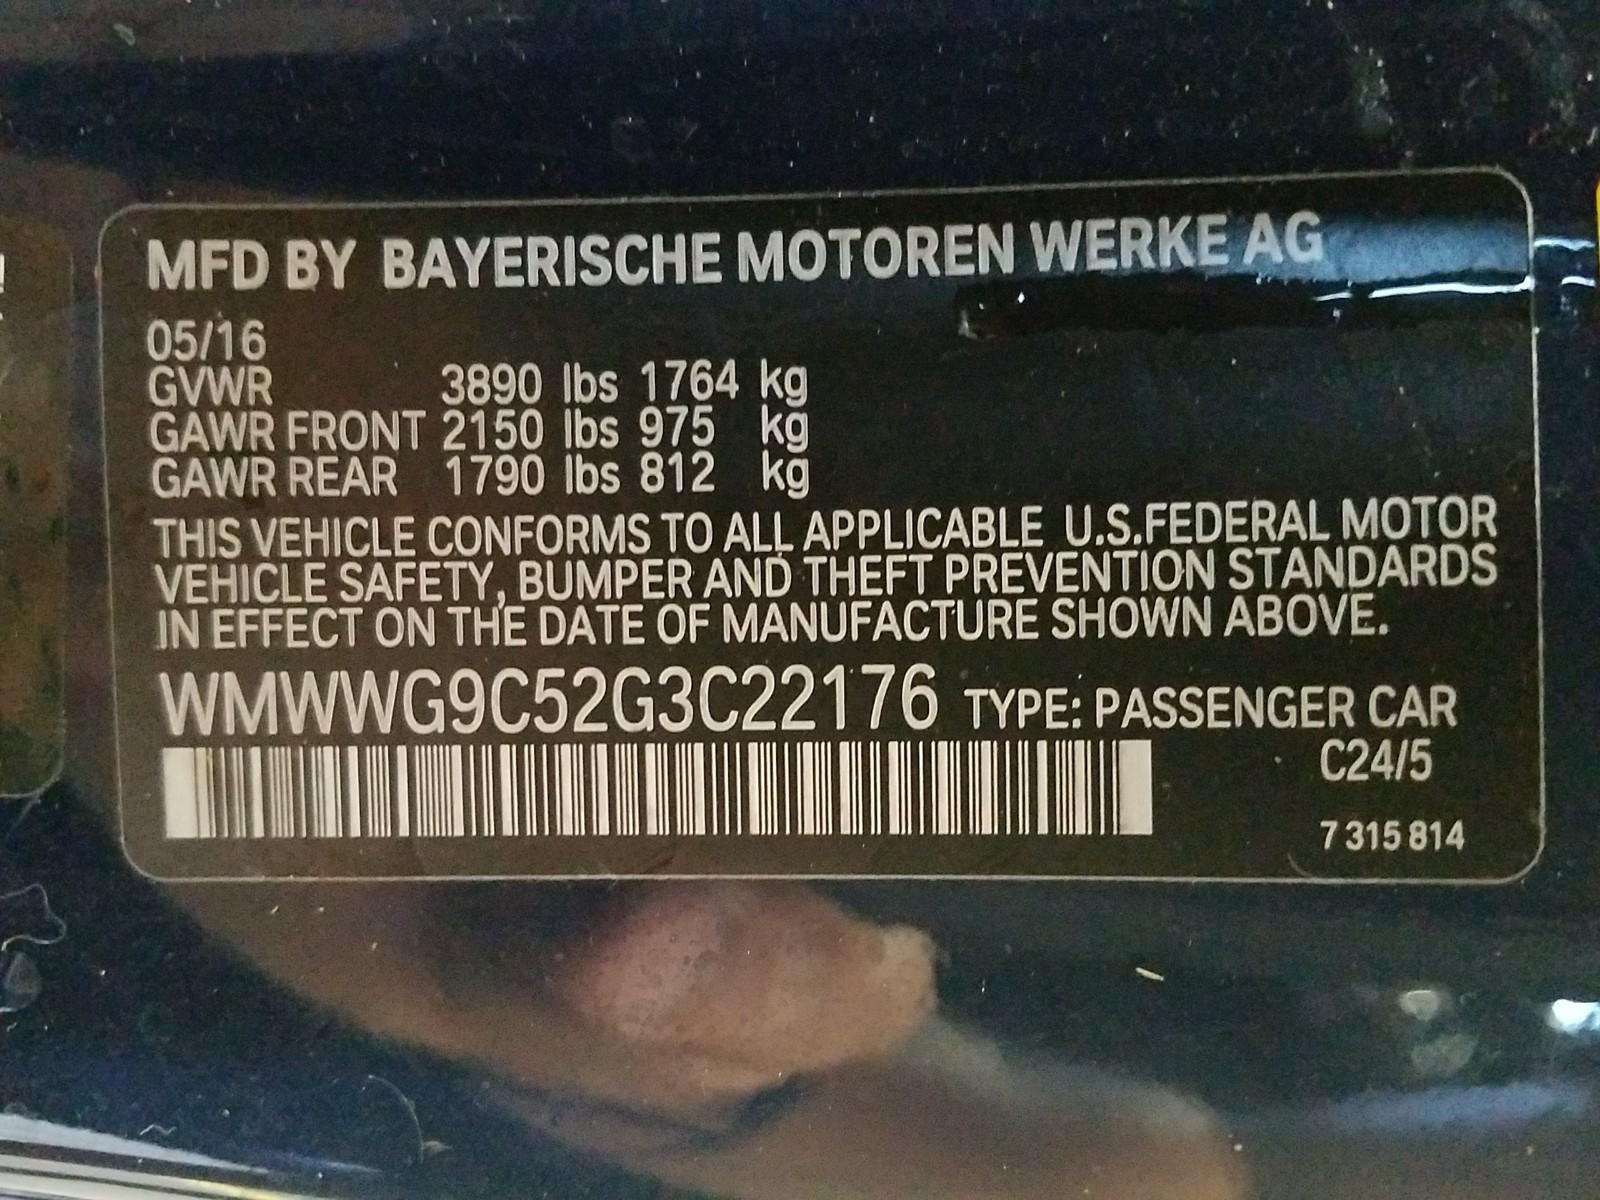 MFD BY BAYERISCHE MOTOREN WERKE AG
05/16
GVWR 3890 lbs 1764 kg
GAWR FRONT 2150 lbs 975 kg
GAWR REAR 1790 lbs 812 kg
THIS VEHICLE CONFORMS TO ALL APPLICABLE U.S.FEDERAL MOTOR
VEHICLE SAFETY, BUMPER AND THEFT PREVENTION STANDARDS
IN EFFECT ON THE DATE OF MANUFACTURE SHOWN ABOVE.
WMWWG9C52G3C22176 TYPE: PASSENGER CAR
C24/5
7 315 814